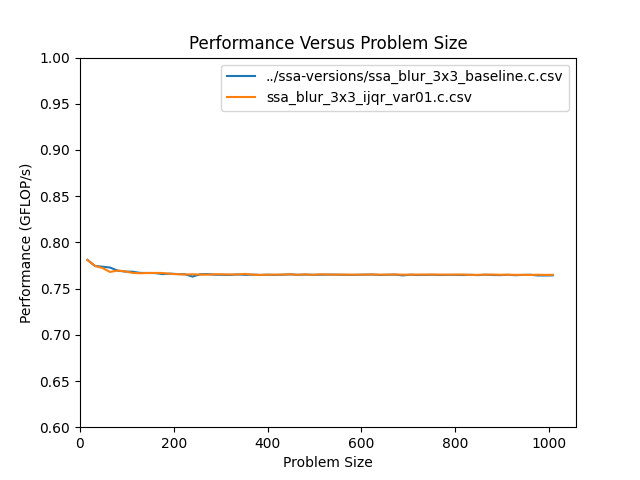 Performance Versus Problem Size
../ssa-versions/ssa_blur_3x3_baseline.c.csv
ssa_blur_3x3_ijqr_var01.c.csv
Performance (GFLOP/s)
1.00
0.95
0.90
0.85
0.80
0.75
0.70
0.65
0.60
0 200 400 600 800 1000
Problem Size